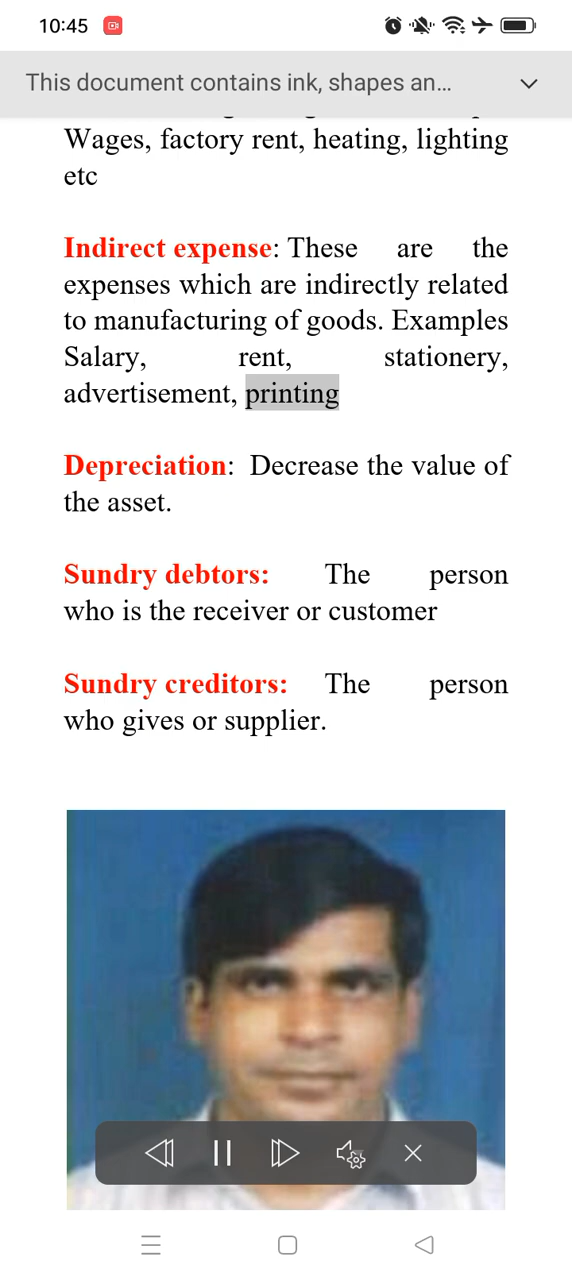 10:45
This document contains ink, shapes an...
Wages, factory rent, heating, lighting
etc
Indirect expense: These are the
expenses which are indirectly related
to manufacturing of goods. Examples
Salary, rent, stationery,
advertisement, printing
Depreciation: Decrease the value of
the asset.
Sundry debtors: The person
who is the receiver or customer
Sundry creditors: The person
who gives or supplier.